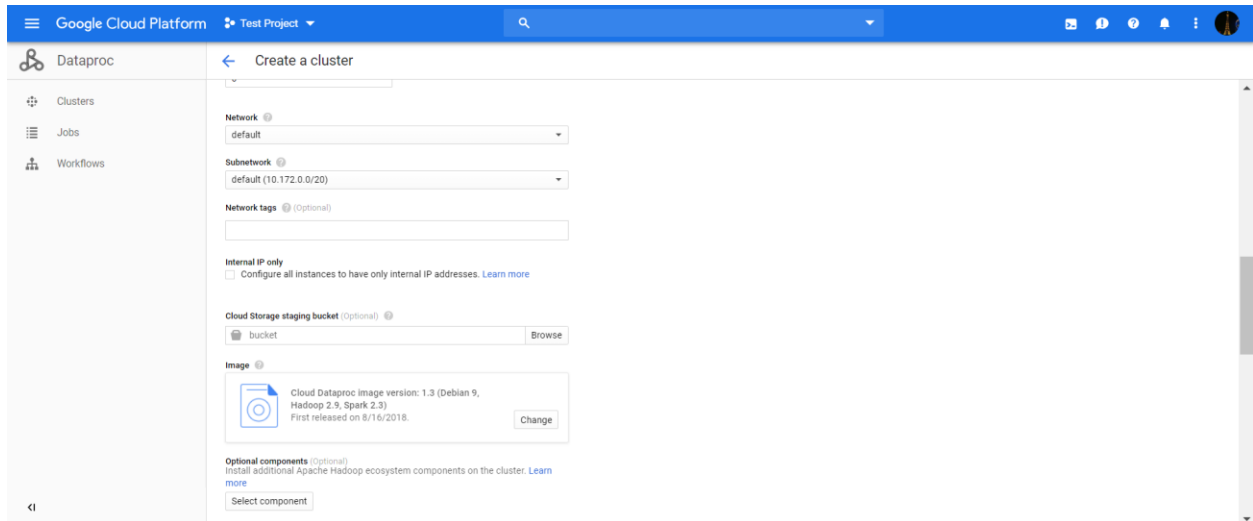 Google Cloud Platform
Test Project
Dataproc
Create a cluster
Clusters
Jobs
Workflows
Network
default
Subnetwork
default (10.172.0.0/20)
Network tags (Optional)
Internal IP only
Configure all instances to have only internal IP addresses. Learn more
Cloud Storage staging bucket (Optional)
bucket
Browse
Image
Cloud Dataproc image version: 1.3 (Debian 9,
Hadoop 2.9, Spark 2.3)
First released on 8/16/2018.
Change
Optional components (Optional)
Install additional Apache Hadoop ecosystem components on the cluster. Learn
more
Select component